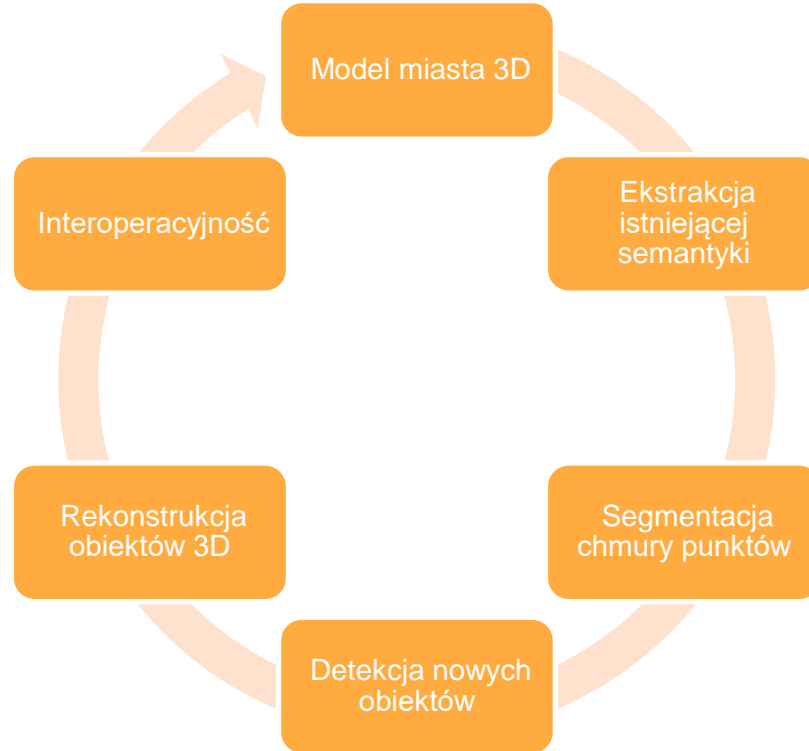 Model miasta 3D
Ekstrakcja
istniejącej
semantyki
Segmentacja
chmury punktów
Detekcja nowych
obiektów
Rekonstrukcja
obiektów 3D
Interoperacyjność